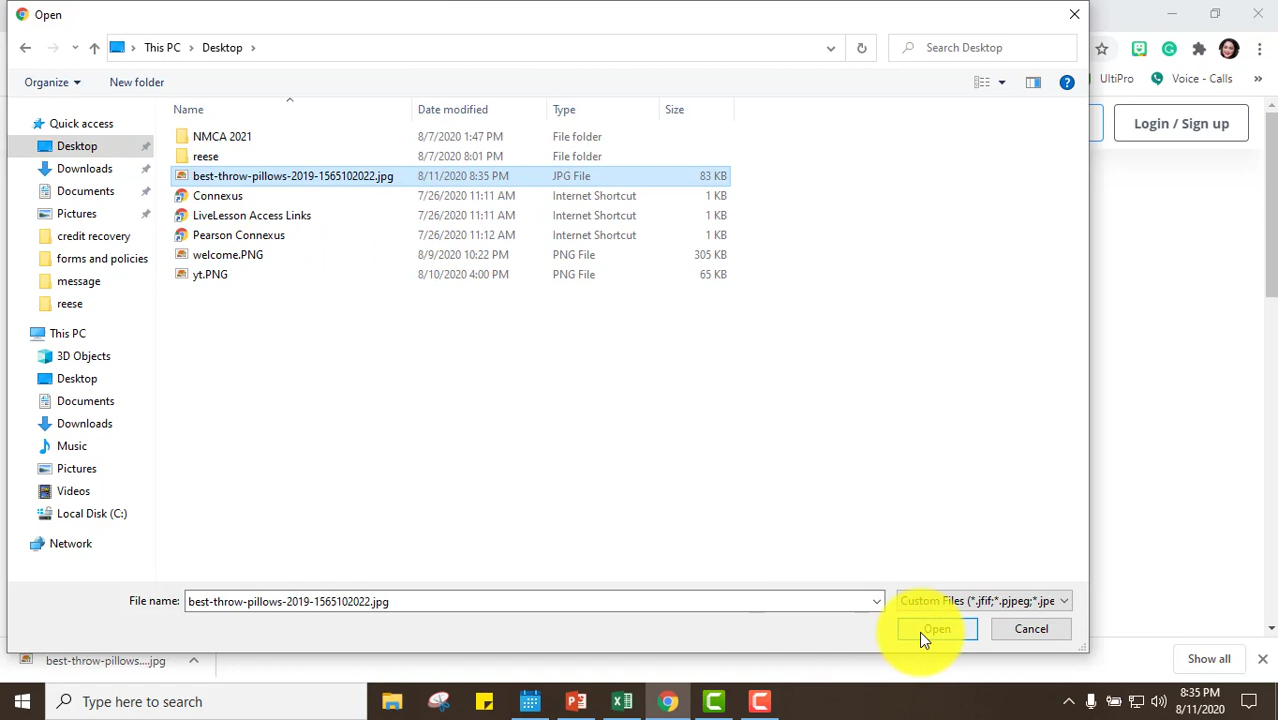 Open
This PC > Desktop >
Search Desktop
Organize
New folder
UltiPro
Voice - Calls
»
Login / Sign up
Name
Date modified
Type
Size
NMCA 2021 8/7/2020 1:47 PM File folder
reese 8/7/2020 8:01 PM File folder
best-throw-pillows-2019-1565102022.jpg 8/11/2020 8:35 PM JPG File 83 KB
Connexus 7/26/2020 11:11 AM Internet Shortcut 1 KB
LiveLesson Access Links 7/26/2020 11:11 AM Internet Shortcut 1 KB
Pearson Connexus 7/26/2020 11:12 AM Internet Shortcut 1 KB
welcome.PNG 8/9/2020 10:22 PM PNG File 305 KB
yt.PNG 8/10/2020 4:00 PM PNG File 65 KB
Quick access
Desktop
Downloads
Documents
Pictures
credit recovery
forms and policies
message
reese
This PC
3D Objects
Desktop
Documents
Downloads
Music
Pictures
Videos
Local Disk (C:)
Network
File name: best-throw-pillows-2019-1565102022.jpg
Custom Files (*.jfif;*.pjpeg;*.jpe
Open
Cancel
best-throw-pillows....jpg
Show all
Type here to search
8:35 PM
8/11/2020